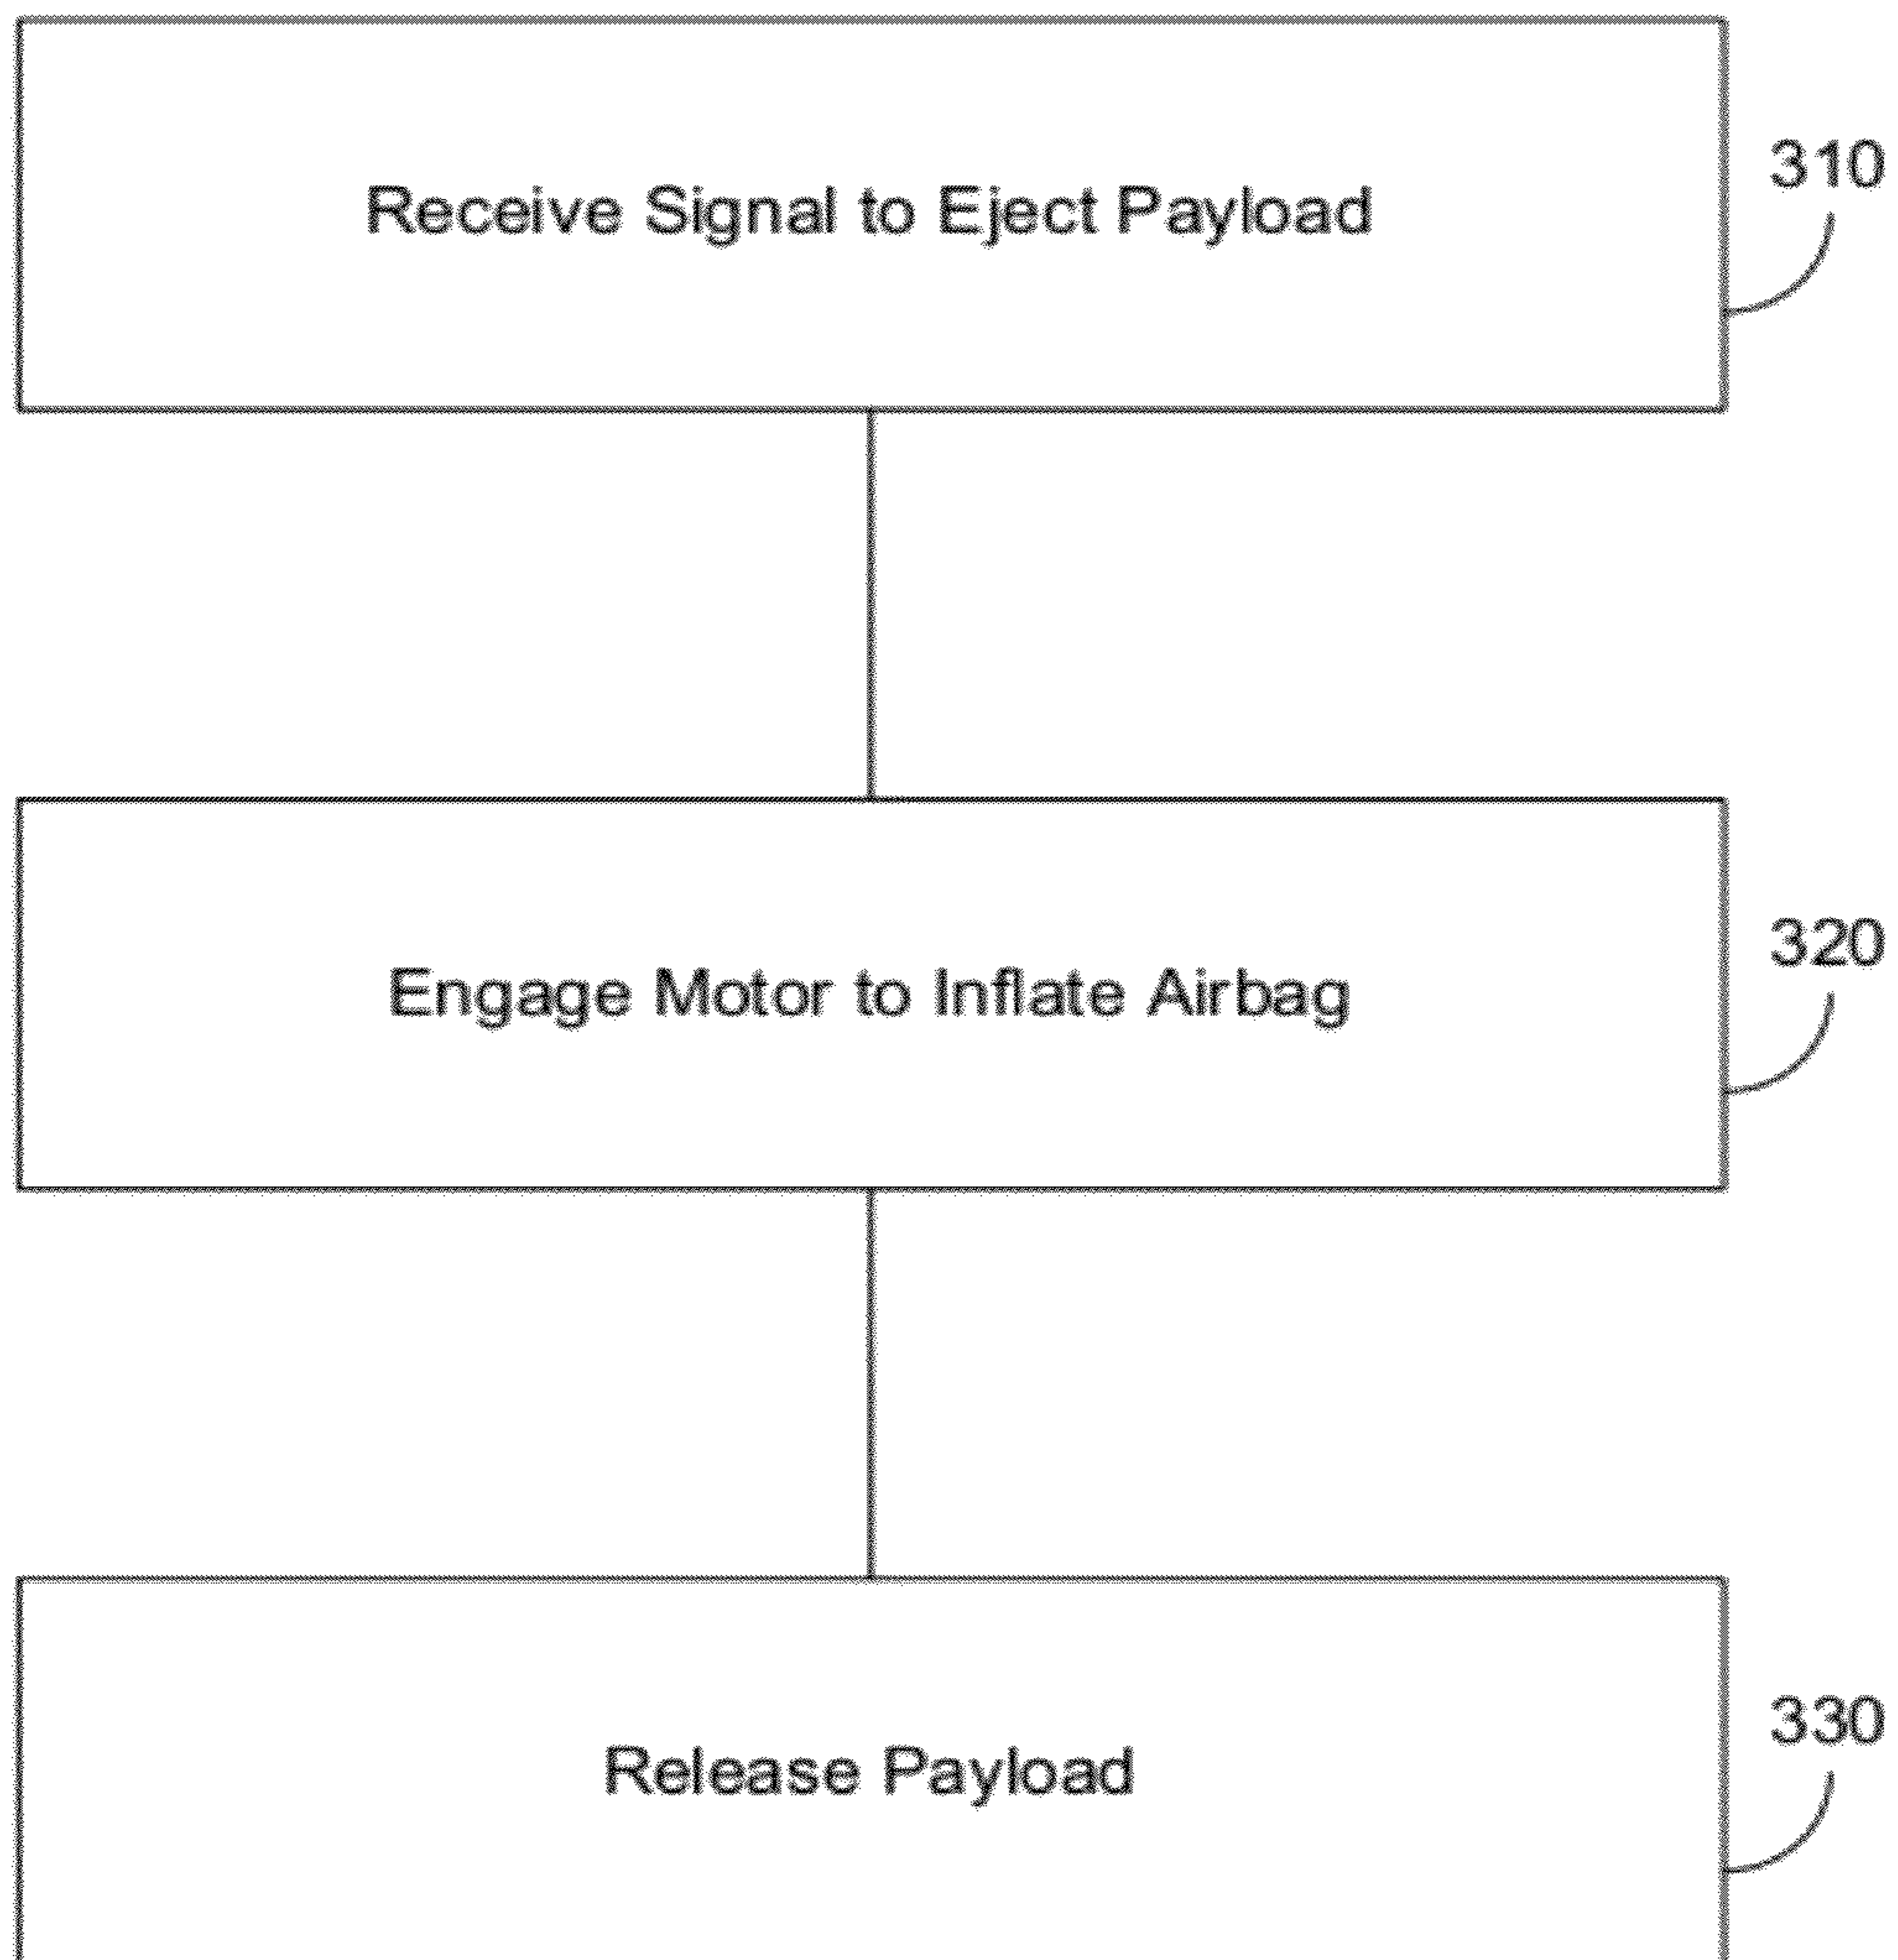 Receive Signal to Eject Payload
310
Engage Motor to Inflate Airbag
320
Release Payload
330